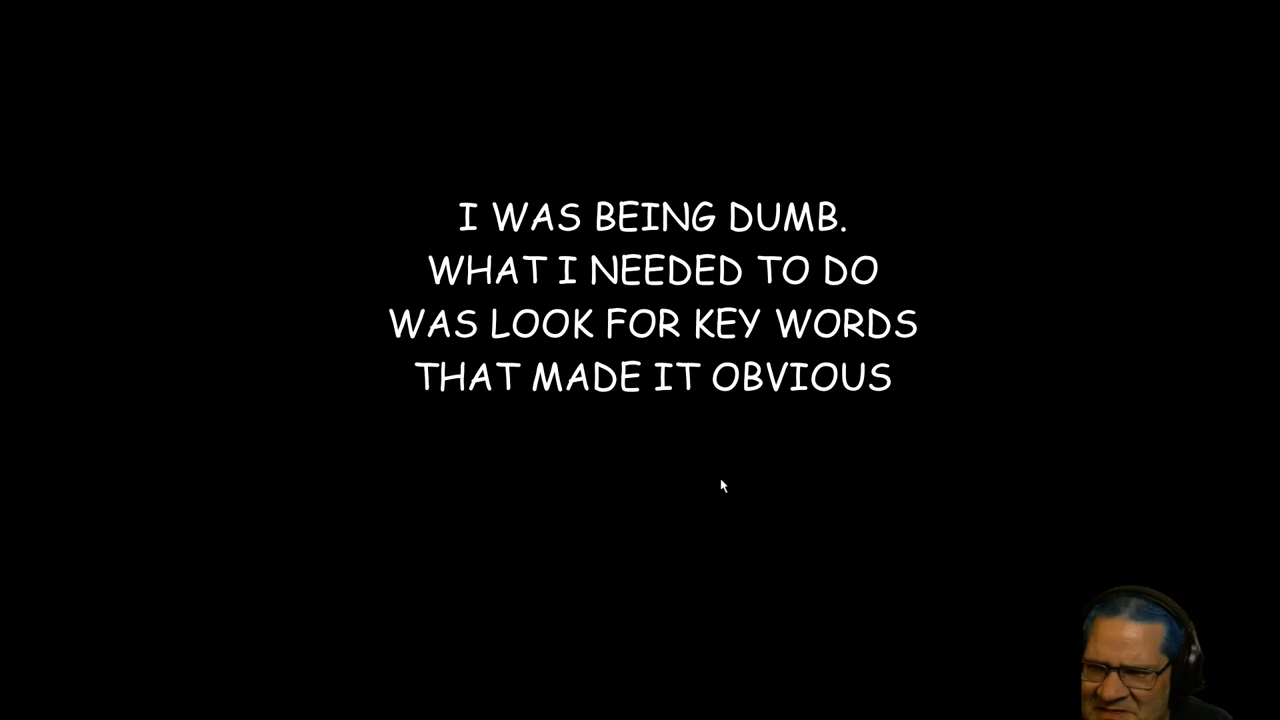 I WAS BEING DUMB.
WHAT I NEEDED TO DO
WAS LOOK FOR KEY WORDS
THAT MADE IT OBVIOUS